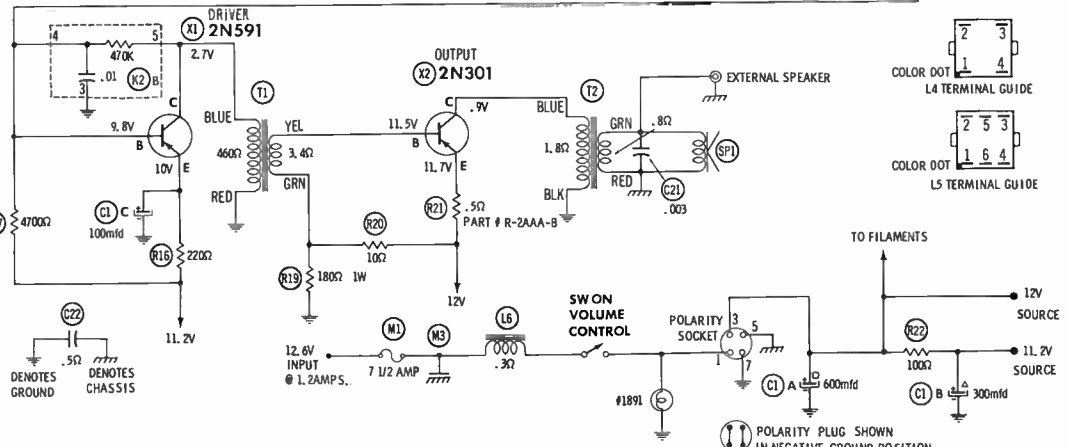 DRIVER
X1 2N591
4
5
470K
2.7V
.01
K2 B
3
C
9.8V
B
10V
E
C1 C
100mfd
4700Ω
R16 220Ω
11.2V
C22
.5Ω
DENOTES GROUND
DENOTES CHASSIS
T1
BLUE
YEL
460Ω
3.4Ω
RED
GRN
OUTPUT
X2 2N301
C
.9V
11.5V
B
11.7V
E
R21 .5Ω
PART # R-2AAA-B
R20
10Ω
R19 180Ω 1W
12V
T2
BLUE
GRN
.8Ω
1.8Ω
RED
BLK
C21
.003
SP1
EXTERNAL SPEAKER
2 3
1 4
COLOR DOT
L4 TERMINAL GUIDE
2 5 3
1 6 4
COLOR DOT
L5 TERMINAL GUIDE
12.6V
INPUT
@ 1.2AMPS.
M1
7 1/2 AMP
M3
L6
.3Ω
SW ON
VOLUME
CONTROL
#1891
POLARITY
SOCKET
3
5
1
7
TO FILAMENTS
12V
SOURCE
R22
100Ω
11.2V
SOURCE
C1 A 600mfd
C1 B 300mfd
POLARITY PLUG SHOWN
IN NEGATIVE GROUND POSITION